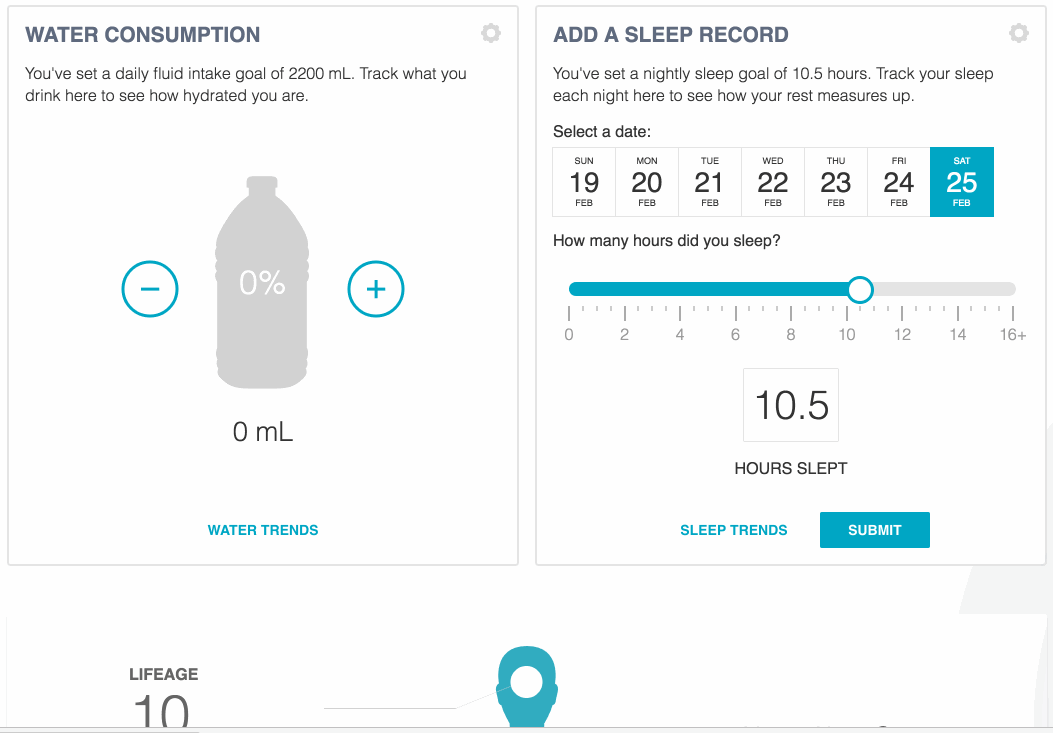 WATER CONSUMPTION
You've set a daily fluid intake goal of 2200 mL. Track what you
drink here to see how hydrated you are.
0%
0 mL
WATER TRENDS
ADD A SLEEP RECORD
You've set a nightly sleep goal of 10.5 hours. Track your sleep
each night here to see how your rest measures up.
Select a date:
SUN MON TUE WED THU FRI SAT
19 20 21 22 23 24 25
FEB FEB FEB FEB FEB FEB FEB
How many hours did you sleep?
0 2 4 6 8 10 12 14 16+
10.5
HOURS SLEPT
SLEEP TRENDS SUBMIT
LIFEAGE
10